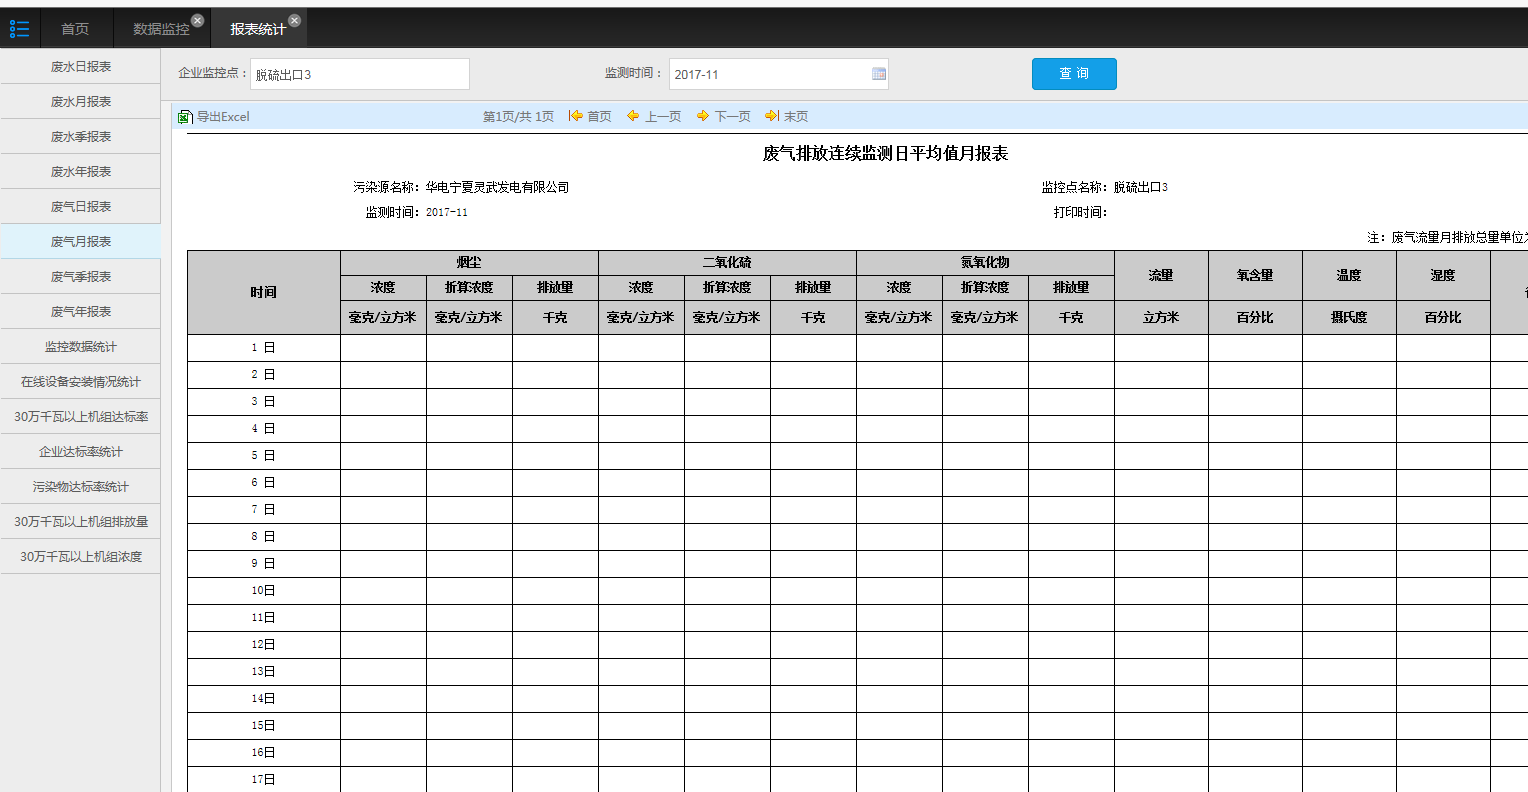 首页
数据监控
报表统计
废水日报表
废水月报表
废水季报表
废水年报表
废气日报表
废气月报表
废气季报表
废气年报表
监控数据统计
在线设备安装情况统计
30万千瓦以上机组达标率
企业达标率统计
污染物达标率统计
30万千瓦以上机组排放量
30万千瓦以上机组浓度
企业监控点： 脱硫出口3 监测时间： 2017-11 查 询
导出Excel 第1页/共 1页 首页 上一页 下一页 末页
废气排放连续监测日平均值月报表
污染源名称：华电宁夏灵武发电有限公司 监控点名称：脱硫出口3
监测时间：2017-11 打印时间：
注：废气流量月排放总量单位
时间 烟尘 二氧化硫 氮氧化物 流量 氧含量 温度 湿度
浓度 折算浓度 排放量 浓度 折算浓度 排放量 浓度 折算浓度 排放量
毫克/立方米 毫克/立方米 千克 毫克/立方米 毫克/立方米 千克 毫克/立方米 毫克/立方米 千克 立方米 百分比 摄氏度 百分比
1 日
2 日
3 日
4 日
5 日
6 日
7 日
8 日
9 日
10日
11日
12日
13日
14日
15日
16日
17日